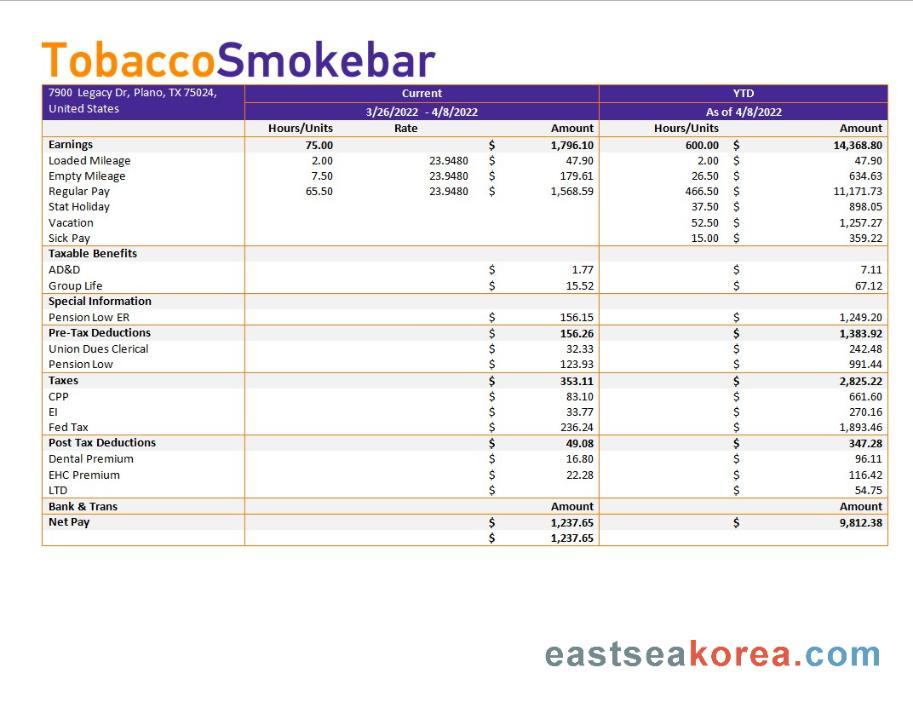 TobaccoSmokebar
7900 Legacy Dr, Plano, TX 75024, Current YTD
United States 3/26/2022 - 4/8/2022 As of 4/8/2022
Hours/Units Rate Amount Hours/Units Amount
Earnings 75.00 $ 1,796.10 600.00 $ 14,368.80
Loaded Mileage 2.00 23.9480 $ 47.90 2.00 $ 47.90
Empty Mileage 7.50 23.9480 $ 179.61 26.50 $ 634.63
Regular Pay 65.50 23.9480 $ 1,568.59 466.50 $ 11,171.73
Stat Holiday 37.50 $ 898.05
Vacation 52.50 $ 1,257.27
Sick Pay 15.00 $ 359.22
Taxable Benefits
AD&D $ 1.77 $ 7.11
Group Life $ 15.52 $ 67.12
Special Information
Pension Low ER $ 156.15 $ 1,249.20
Pre-Tax Deductions $ 156.26 $ 1,383.92
Union Dues Clerical $ 32.33 $ 242.48
Pension Low $ 123.93 $ 991.44
Taxes $ 353.11 $ 2,825.22
CPP $ 83.10 $ 661.60
EI $ 33.77 $ 270.16
Fed Tax $ 236.24 $ 1,893.46
Post Tax Deductions $ 49.08 $ 347.28
Dental Premium $ 16.80 $ 96.11
EHC Premium $ 22.28 $ 116.42
LTD $ $ 54.75
Bank & Trans Amount Amount
Net Pay $ 1,237.65 $ 9,812.38
$ 1,237.65
eastseakorea.com